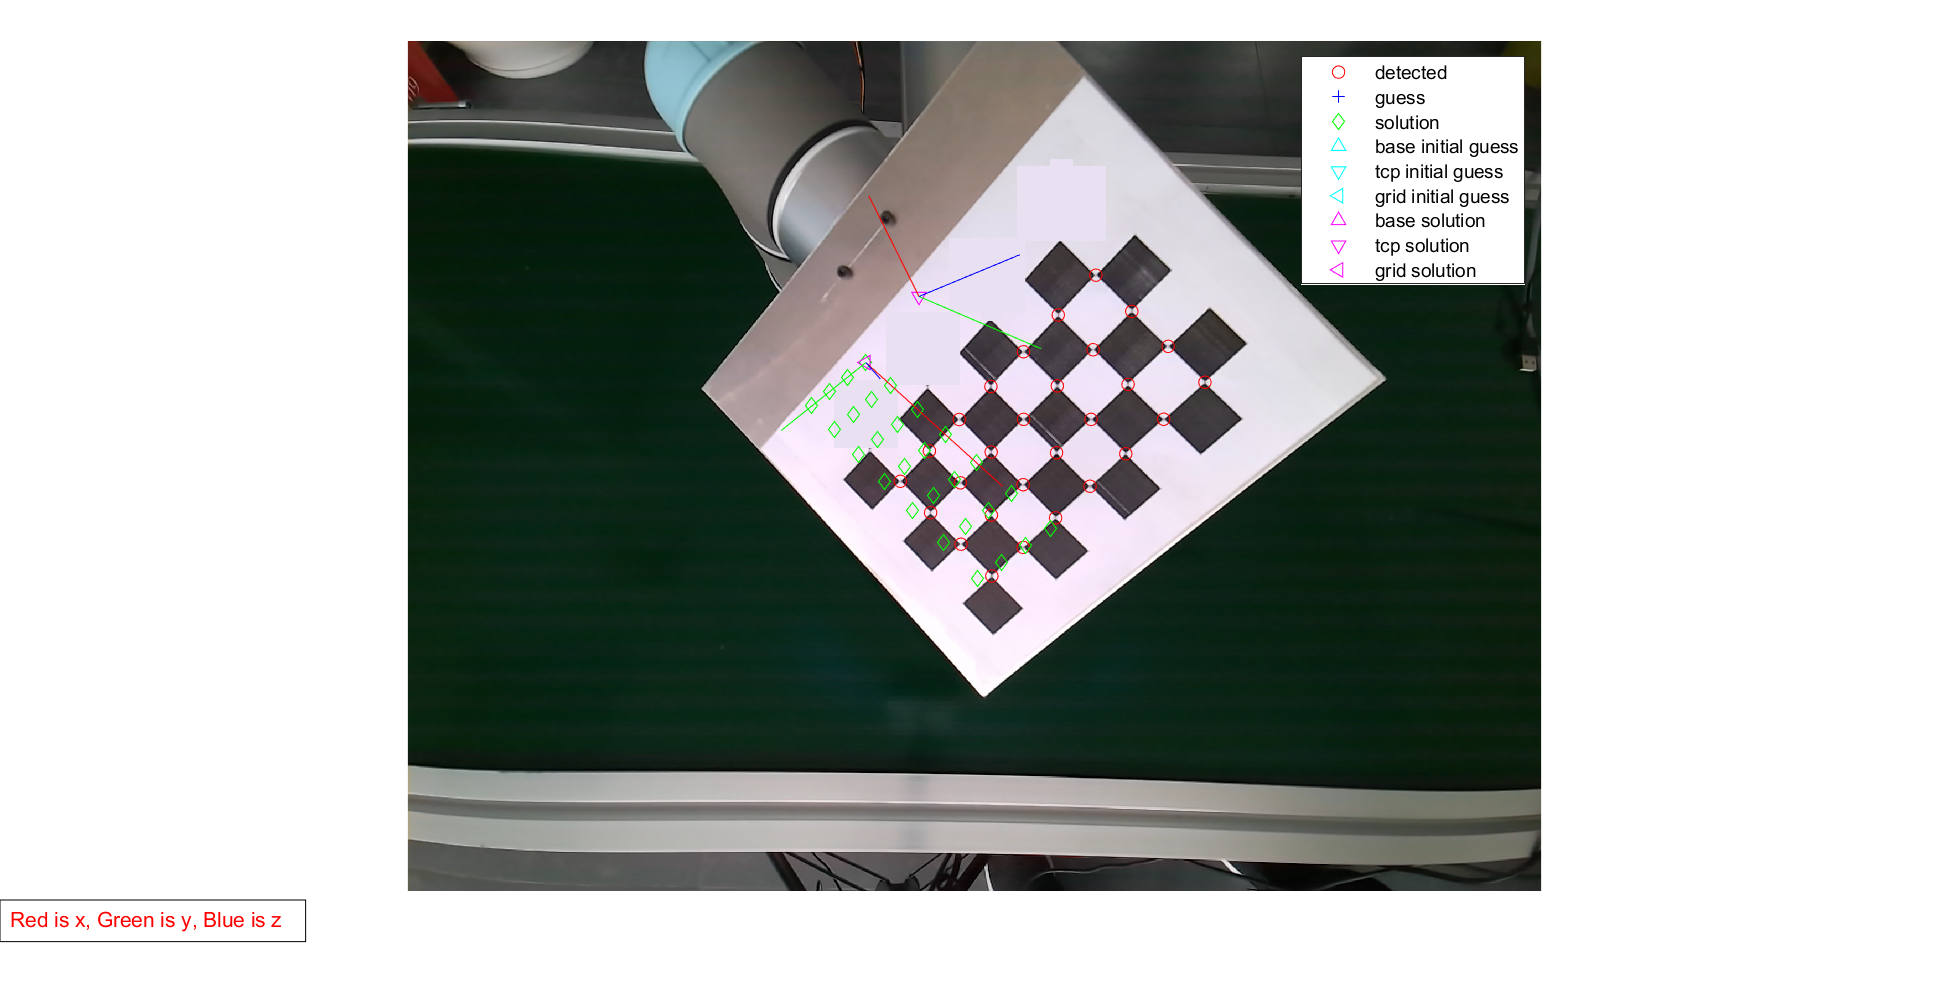 detected
guess
solution
base initial guess
tcp initial guess
grid initial guess
base solution
tcp solution
grid solution
Red is x, Green is y, Blue is z